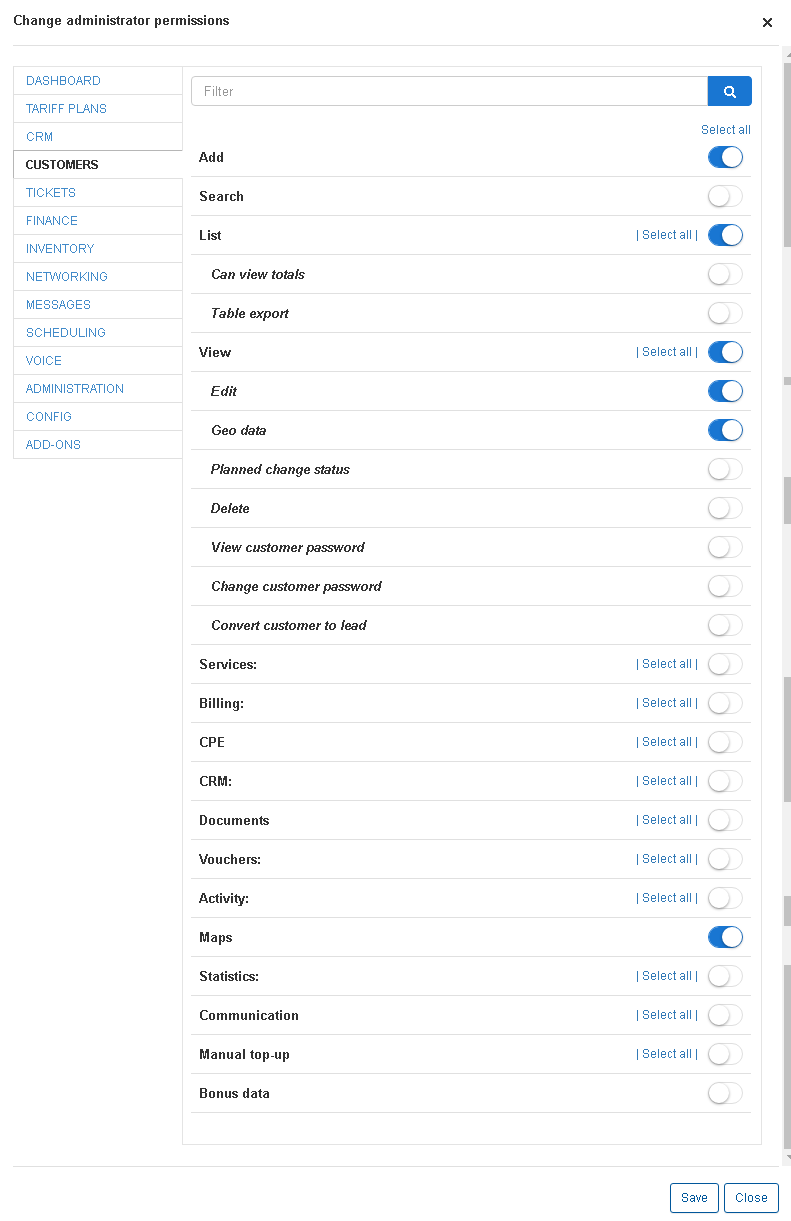 Change administrator permissions
×
DASHBOARD
TARIFF PLANS
CRM
CUSTOMERS
TICKETS
FINANCE
INVENTORY
NETWORKING
MESSAGES
SCHEDULING
VOICE
ADMINISTRATION
CONFIG
ADD-ONS
Filter
Select all
Add
Search
List | Select all |
Can view totals
Table export
View | Select all |
Edit
Geo data
Planned change status
Delete
View customer password
Change customer password
Convert customer to lead
Services: | Select all |
Billing: | Select all |
CPE | Select all |
CRM: | Select all |
Documents | Select all |
Vouchers: | Select all |
Activity: | Select all |
Maps
Statistics: | Select all |
Communication | Select all |
Manual top-up | Select all |
Bonus data
Save Close